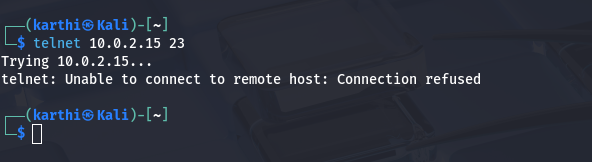 ┌──(karthi㉿Kali)-[~]
└─$ telnet 10.0.2.15 23
Trying 10.0.2.15...
telnet: Unable to connect to remote host: Connection refused
┌──(karthi㉿Kali)-[~]
└─$